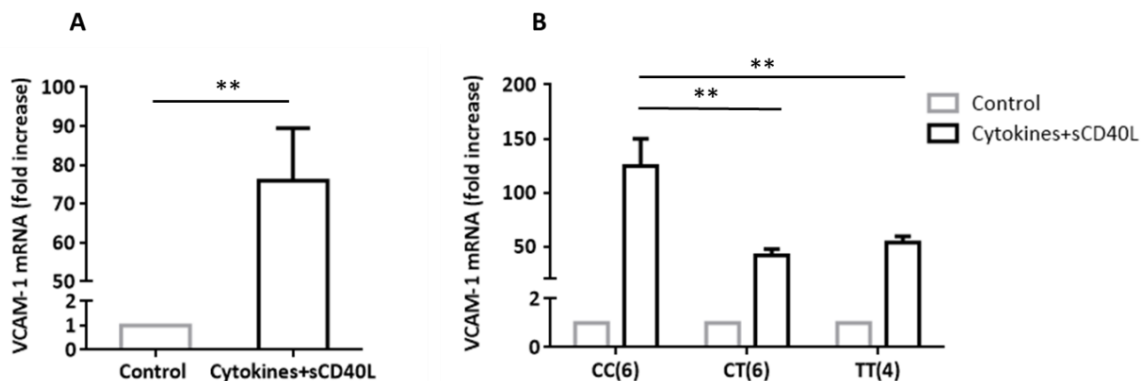 A
VCAM-1 mRNA (fold increase)
100
90
80
70
60
50
2
1
0
**
Control
Cytokines+sCD40L
B
VCAM-1 mRNA (fold increase)
200
150
100
50
2
0
**
**
CC(6)
CT(6)
TT(4)
Control
Cytokines+sCD40L